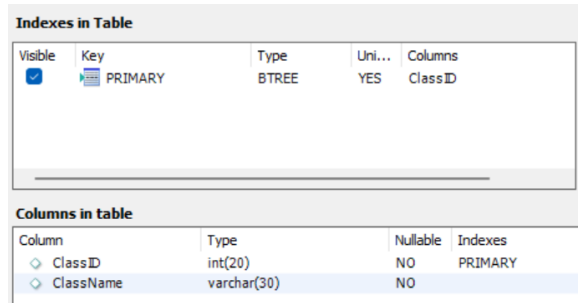 Indexes in Table
Visible Key Type Uni... Columns
PRIMARY BTREE YES ClassID
Columns in table
Column Type Nullable Indexes
ClassID int(20) NO PRIMARY
ClassName varchar(30) NO